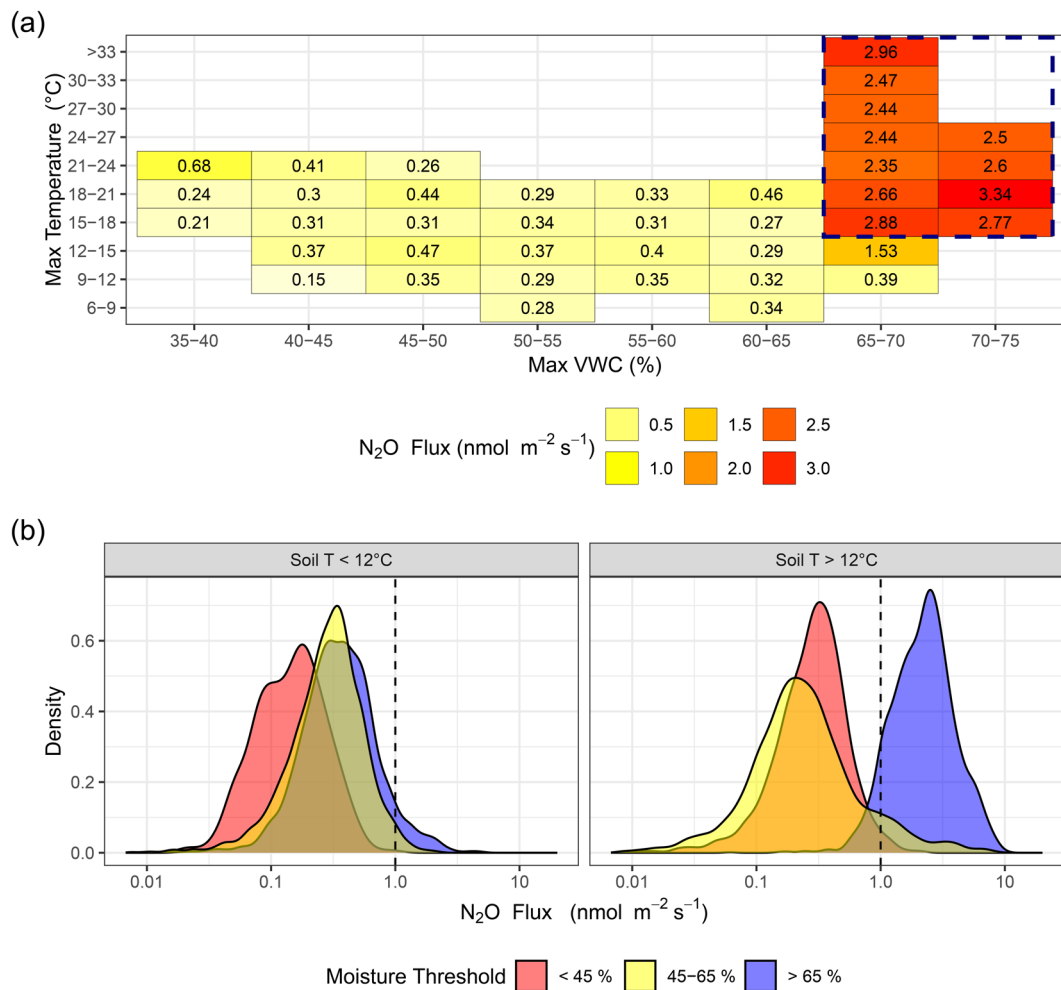 (a)
Max Temperature (°C)
>33 2.96
30−33 2.47
27−30 2.44
24−27 2.44 2.5
21−24 0.68 0.41 0.26 2.35 2.6
18−21 0.24 0.3 0.44 0.29 0.33 0.46 2.66 3.34
15−18 0.21 0.31 0.31 0.34 0.31 0.27 2.88 2.77
12−15 0.37 0.47 0.37 0.4 0.29 1.53
9−12 0.15 0.35 0.29 0.35 0.32 0.39
6−9 0.28 0.34
35−40 40−45 45−50 50−55 55−60 60−65 65−70 70−75
Max VWC (%)
N₂O Flux (nmol m⁻² s⁻¹)
0.5 1.5 2.5
1.0 2.0 3.0
(b)
Soil T < 12°C Soil T > 12°C
Density
0.6
0.4
0.2
0.0
0.01 0.1 1.0 10 0.01 0.1 1.0 10
N₂O Flux (nmol m⁻² s⁻¹)
Moisture Threshold < 45 % 45−65 % > 65 %